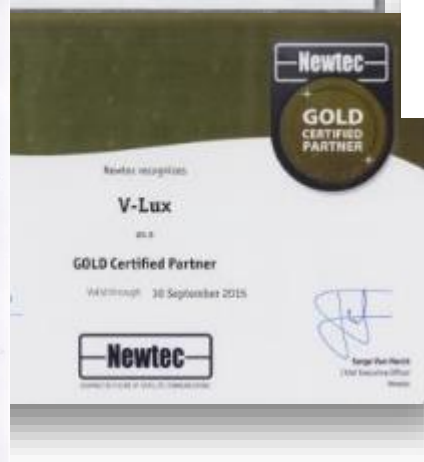 Newtec
GOLD
CERTIFIED
PARTNER
Newtec recognizes
V-Lux
as a
GOLD Certified Partner
Valid through 30 September 2015
Newtec
Chief Executive Officer
Newtec